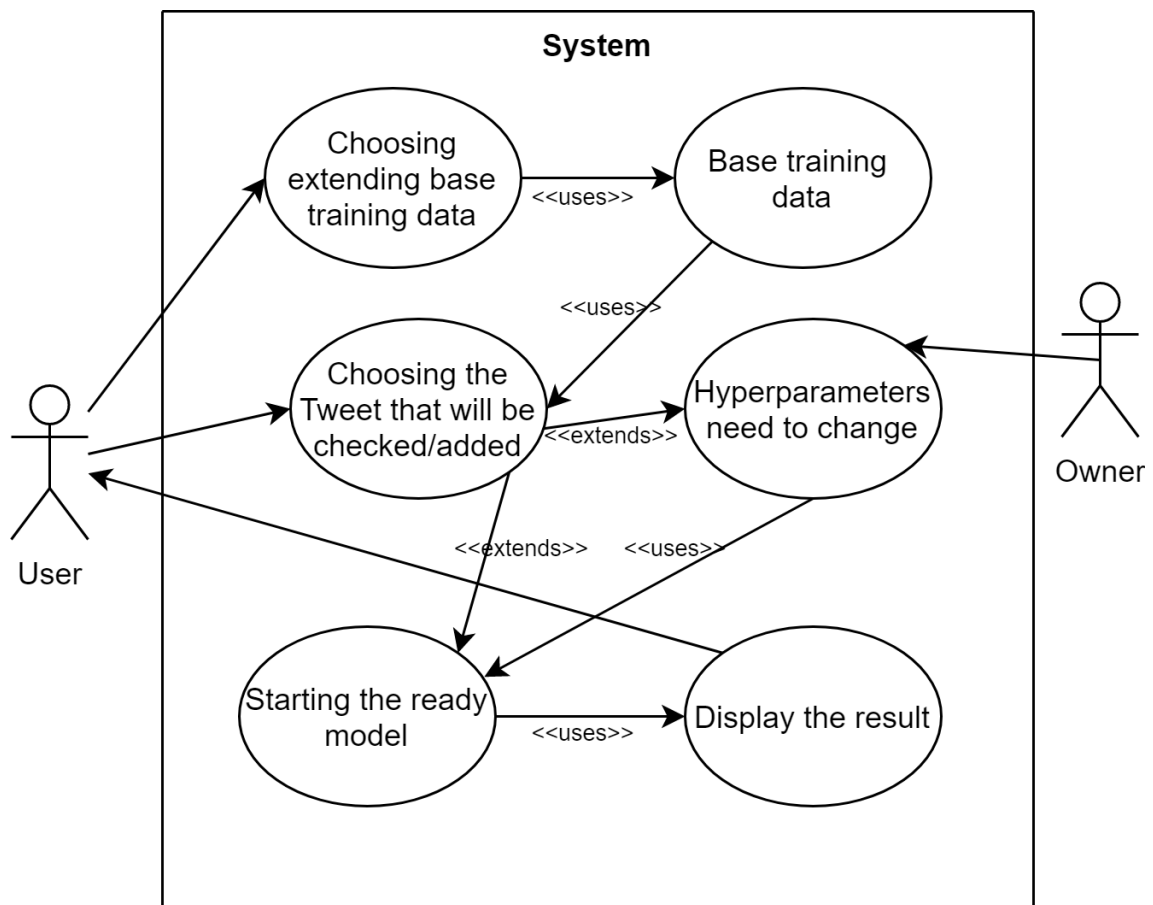 System
Choosing
extending base
training data
<<uses>>
Base training
data
<<uses>>
Choosing the
Tweet that will be
checked/added
<<extends>>
Hyperparameters
need to change
Owner
User
<<extends>>
<<uses>>
Starting the ready
model
<<uses>>
Display the result